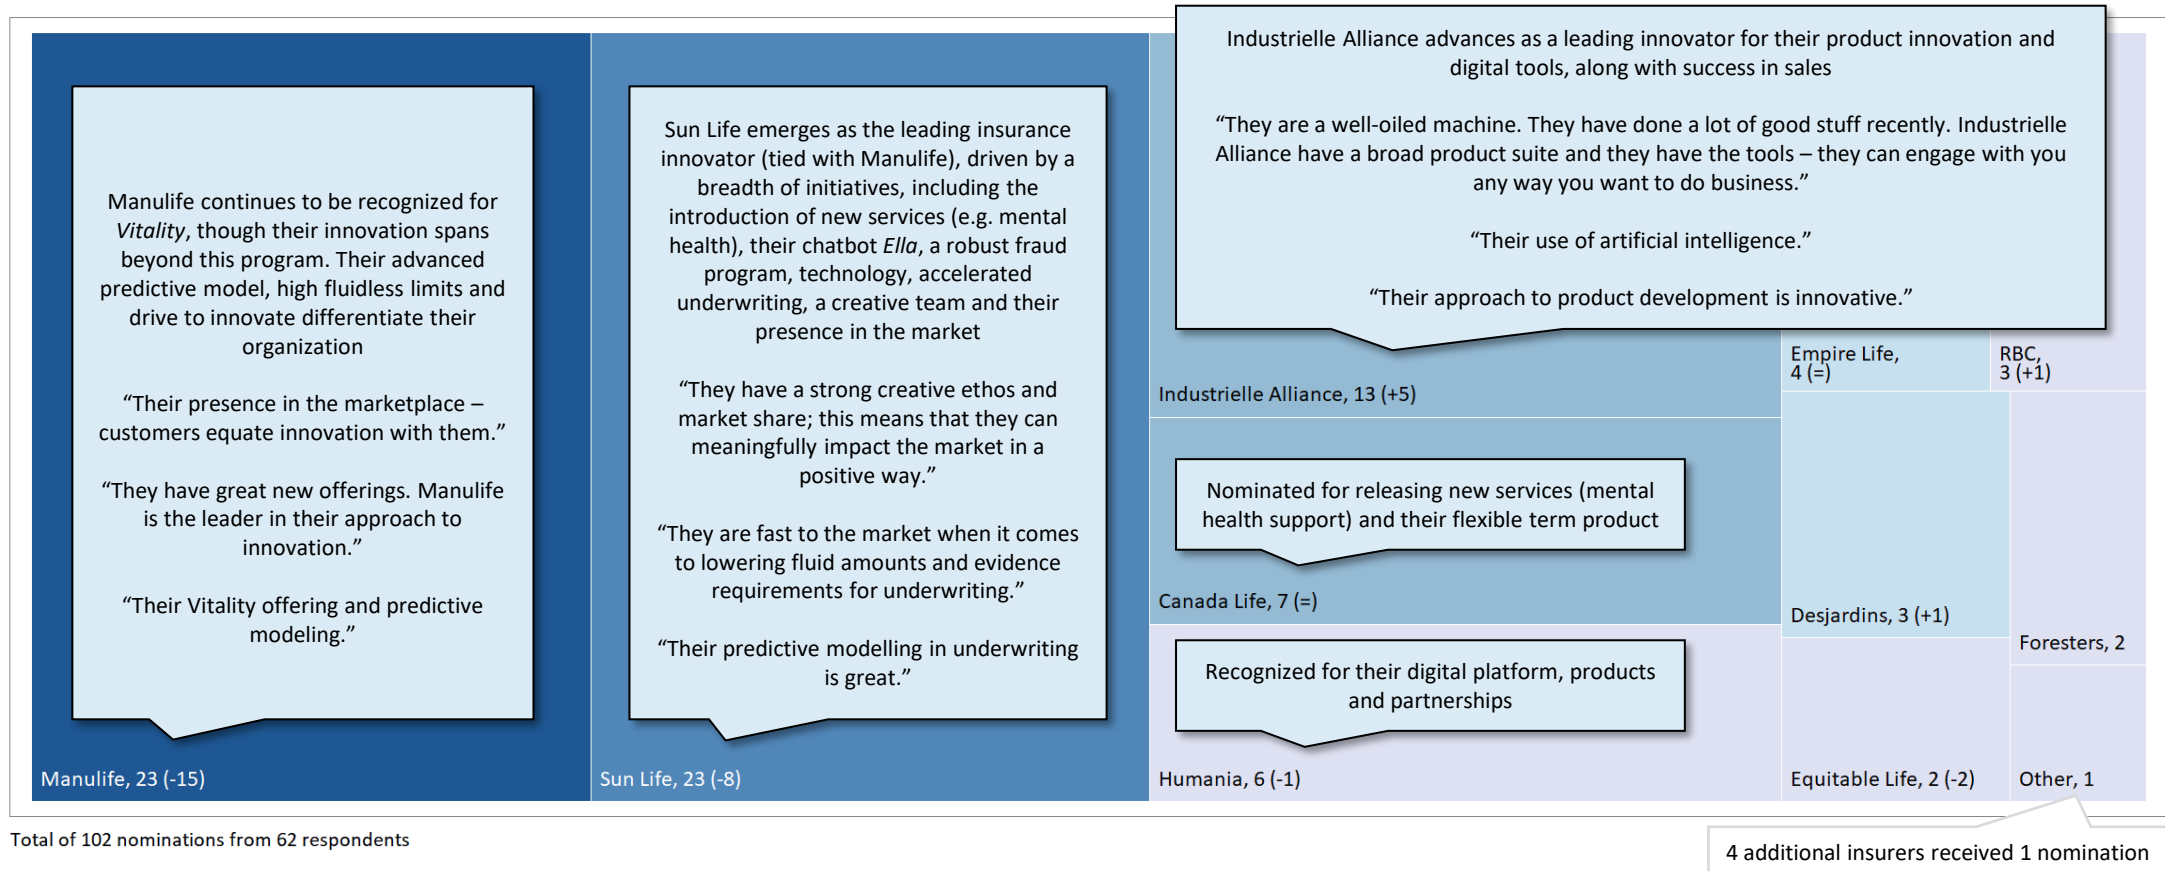 Manulife continues to be recognized for
Vitality, though their innovation spans
beyond this program. Their advanced
predictive model, high fluidless limits and
drive to innovate differentiate their
organization
“Their presence in the marketplace –
customers equate innovation with them.”
“They have great new offerings. Manulife
is the leader in their approach to
innovation.”
“Their Vitality offering and predictive
modeling.”
Manulife, 23 (-15)
Sun Life emerges as the leading insurance
innovator (tied with Manulife), driven by a
breadth of initiatives, including the
introduction of new services (e.g. mental
health), their chatbot Ella, a robust fraud
program, technology, accelerated
underwriting, a creative team and their
presence in the market
“They have a strong creative ethos and
market share; this means that they can
meaningfully impact the market in a
positive way.”
“They are fast to the market when it comes
to lowering fluid amounts and evidence
requirements for underwriting.”
“Their predictive modelling in underwriting
is great.”
Sun Life, 23 (-8)
Industrielle Alliance advances as a leading innovator for their product innovation and
digital tools, along with success in sales
“They are a well-oiled machine. They have done a lot of good stuff recently. Industrielle
Alliance have a broad product suite and they have the tools – they can engage with you
any way you want to do business.”
“Their use of artificial intelligence.”
“Their approach to product development is innovative.”
Industrielle Alliance, 13 (+5)
Nominated for releasing new services (mental
health support) and their flexible term product
Canada Life, 7 (=)
Recognized for their digital platform, products
and partnerships
Humania, 6 (-1)
Empire Life,
4 (=)
RBC,
3 (+1)
Desjardins, 3 (+1)
Foresters, 2
Equitable Life, 2 (-2)
Other, 1
Total of 102 nominations from 62 respondents
4 additional insurers received 1 nomination